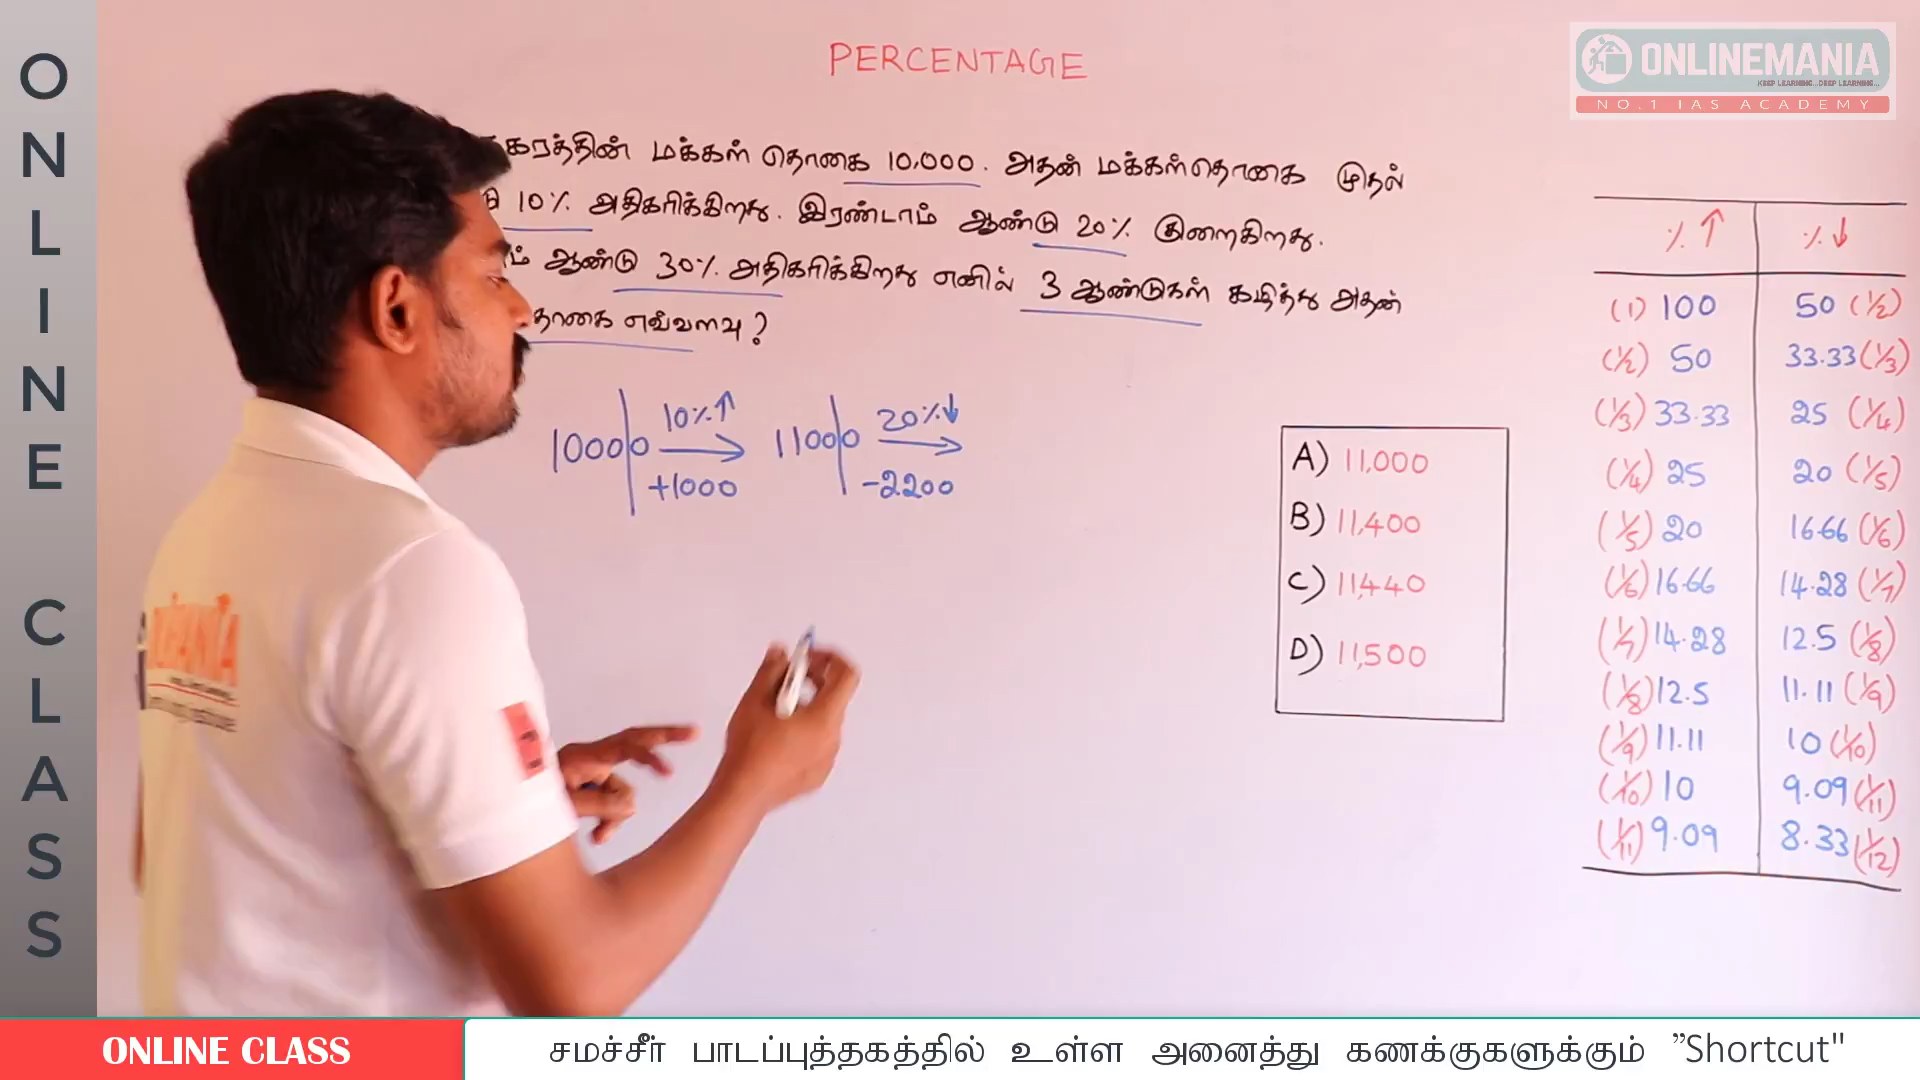 ONLINE CLASS
PERCENTAGE
ONLINEMANIA
KEEP LEARNING...DEEP LEARNING...
NO.1 IAS ACADEMY
நகரத்தின் மக்கள் தொகை 10,000. அதன் மக்கள்தொகை முதல்
10% அதிகரிக்கிறது. இரண்டாம் ஆண்டு 20% குறைகிறது.
ம் ஆண்டு 30% அதிகரிக்கிறது எனில் 3 ஆண்டுகள் கழித்து அதன்
தொகை எவ்வளவு?
10000 10%↑ 11000 20%↓
+1000 -2200
A) 11,000
B) 11,400
C) 11,440
D) 11,500
%↑ %↓
(1) 100 50 (1/2)
(1/2) 50 33.33 (1/3)
(1/3) 33.33 25 (1/4)
(1/4) 25 20 (1/5)
(1/5) 20 16.66 (1/6)
(1/6) 16.66 14.28 (1/7)
(1/7) 14.28 12.5 (1/8)
(1/8) 12.5 11.11 (1/9)
(1/9) 11.11 10 (1/10)
(1/10) 10 9.09 (1/11)
(1/11) 9.09 8.33 (1/12)
ONLINE CLASS
சமச்சீர் பாடப்புத்தகத்தில் உள்ள அனைத்து கணக்குகளுக்கும் ”Shortcut"